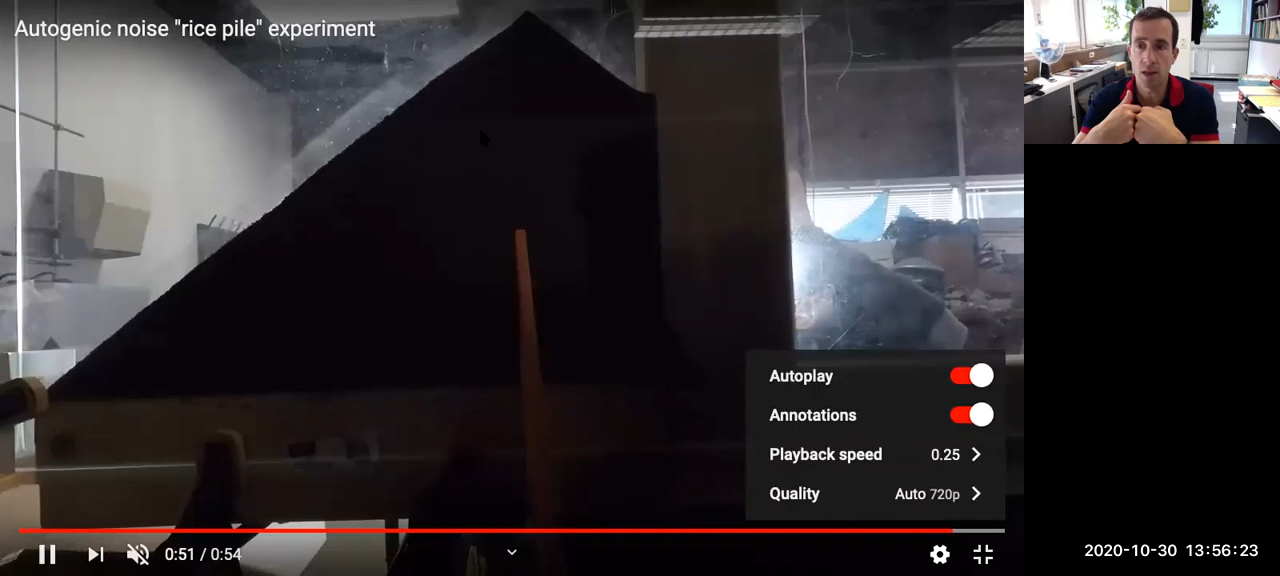 Autogenic noise "rice pile" experiment
Autoplay
Annotations
Playback speed 0.25
Quality Auto 720p
0:51 / 0:54
2020-10-30 13:56:23